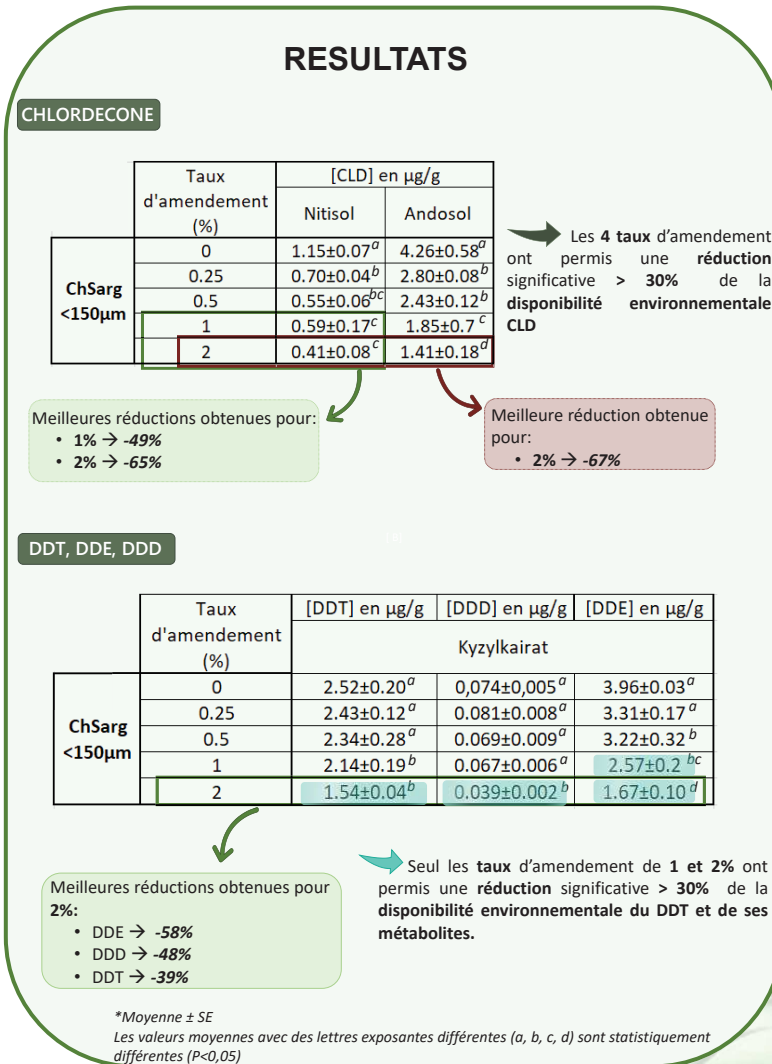 RESULTATS
CHLORDECONE
Taux d'amendement (%) [CLD] en µg/g
Nitisol Andosol
ChSarg <150µm
0 1.15±0.07a 4.26±0.58a
0.25 0.70±0.04b 2.80±0.08b
0.5 0.55±0.06bc 2.43±0.12b
1 0.59±0.17c 1.85±0.7 c
2 0.41±0.08c 1.41±0.18d
Les 4 taux d'amendement
ont permis une réduction
significative > 30% de la
disponibilité environnementale
CLD
Meilleures réductions obtenues pour:
• 1% → -49%
• 2% → -65%
Meilleure réduction obtenue
pour:
• 2% → -67%
DDT, DDE, DDD
Taux d'amendement (%) [DDT] en µg/g [DDD] en µg/g [DDE] en µg/g
Kyzylkairat
ChSarg <150µm
0 2.52±0.20a 0,074±0,005a 3.96±0.03a
0.25 2.43±0.12a 0.081±0.008a 3.31±0.17a
0.5 2.34±0.28a 0.069±0.009a 3.22±0.32 b
1 2.14±0.19b 0.067±0.006a 2.57±0.2 bc
2 1.54±0.04b 0.039±0.002 b 1.67±0.10 d
Meilleures réductions obtenues pour
2%:
• DDE → -58%
• DDD → -48%
• DDT → -39%
Seul les taux d'amendement de 1 et 2% ont
permis une réduction significative > 30% de la
disponibilité environnementale du DDT et de ses
métabolites.
*Moyenne ± SE
Les valeurs moyennes avec des lettres exposantes différentes (a, b, c, d) sont statistiquement
différentes (P<0,05)